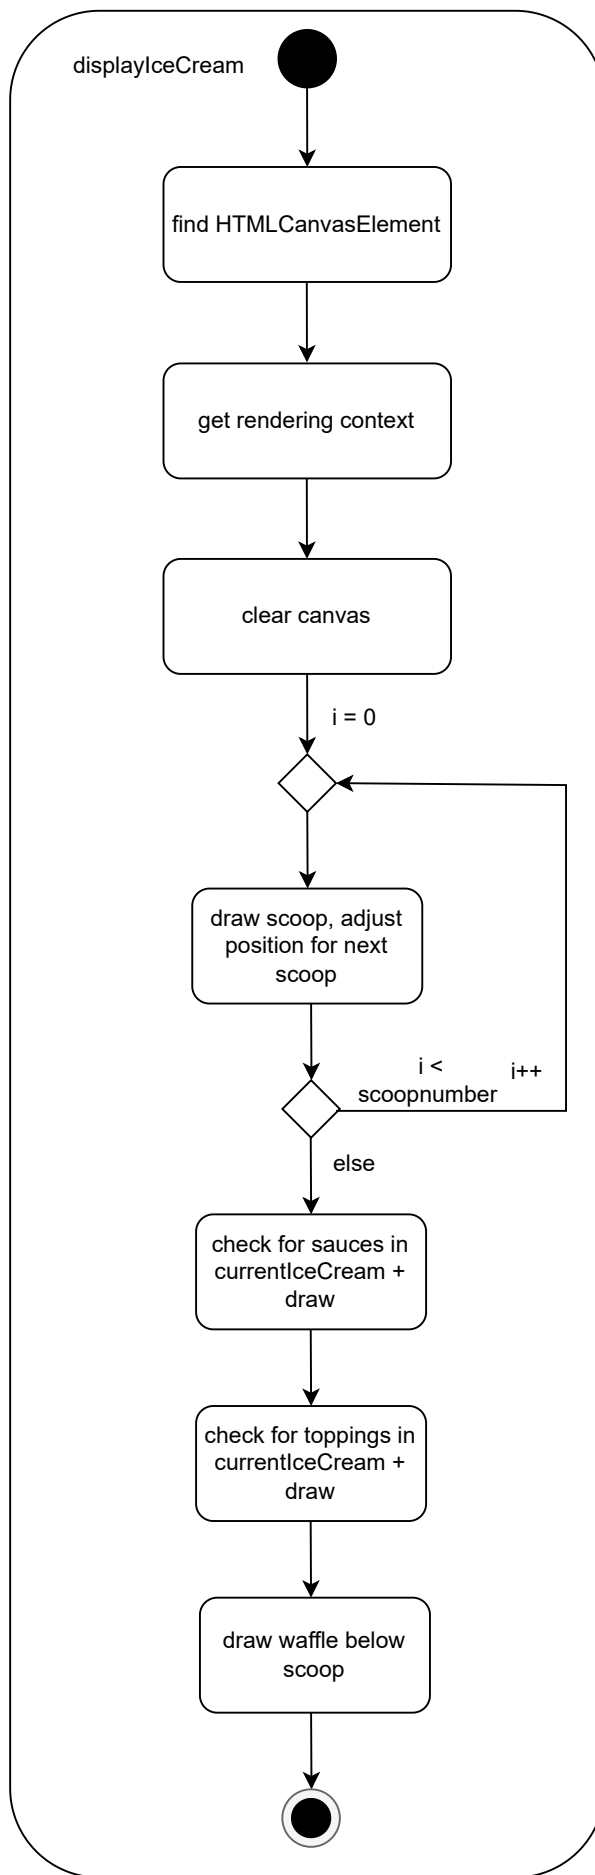 displayIceCream
find HTMLCanvasElement
get rendering context
clear canvas
i = 0
draw scoop, adjust
position for next
scoop
i <
scoopnumber
i++
else
check for sauces in
currentIceCream +
draw
check for toppings in
currentIceCream +
draw
draw waffle below
scoop